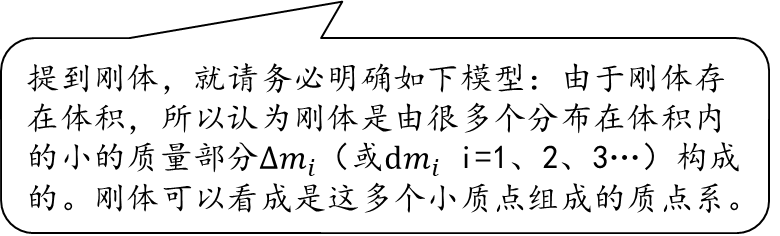 提到刚体，就请务必明确如下模型：由于刚体存
在体积，所以认为刚体是由很多个分布在体积内
的小的质量部分Δmᵢ（或dmᵢ i=1、2、3…）构成
的。刚体可以看成是这多个小质点组成的质点系。